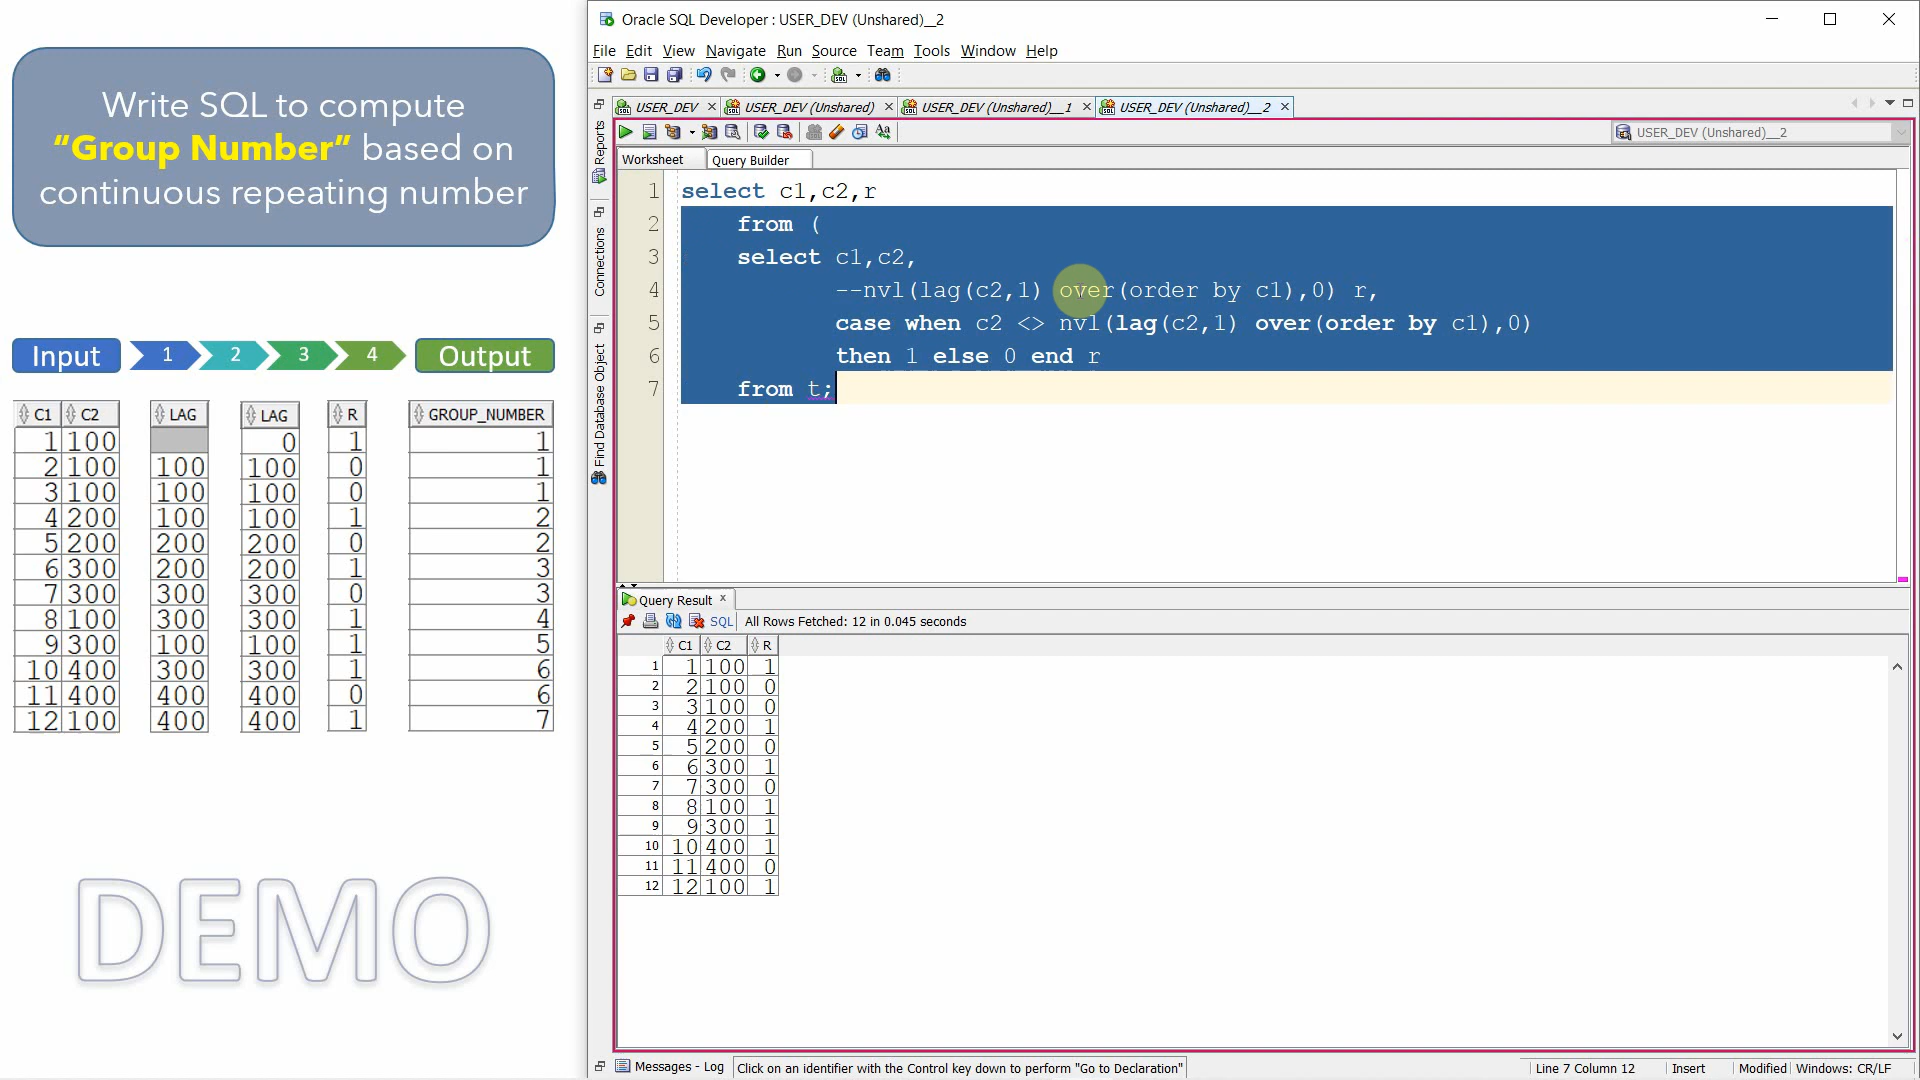 Write SQL to compute
“Group Number” based on
continuous repeating number
Input 1 2 3 4 Output
C1 C2 LAG LAG R GROUP_NUMBER
1 100 0 1 1
2 100 100 100 0 1
3 100 100 100 0 1
4 200 100 100 1 2
5 200 200 200 0 2
6 300 200 200 1 3
7 300 300 300 0 3
8 100 300 300 1 4
9 300 100 100 1 5
10 400 300 300 1 6
11 400 400 400 0 6
12 100 400 400 1 7
DEMO
Oracle SQL Developer : USER_DEV (Unshared)__2
File Edit View Navigate Run Source Team Tools Window Help
USER_DEV USER_DEV (Unshared) USER_DEV (Unshared)__1 USER_DEV (Unshared)__2
USER_DEV (Unshared)__2
Reports
Connections
Find Database Object
Worksheet Query Builder
1 select c1,c2,r
2 from (
3 select c1,c2,
4 --nvl(lag(c2,1) over(order by c1),0) r,
5 case when c2 <> nvl(lag(c2,1) over(order by c1),0)
6 then 1 else 0 end r
7 from t;
Query Result
SQL All Rows Fetched: 12 in 0.045 seconds
C1 C2 R
1 1 100 1
2 2 100 0
3 3 100 0
4 4 200 1
5 5 200 0
6 6 300 1
7 7 300 0
8 8 100 1
9 9 300 1
10 10 400 1
11 11 400 0
12 12 100 1
Messages - Log Click on an identifier with the Control key down to perform "Go to Declaration" Line 7 Column 12 Insert Modified Windows: CR/LF